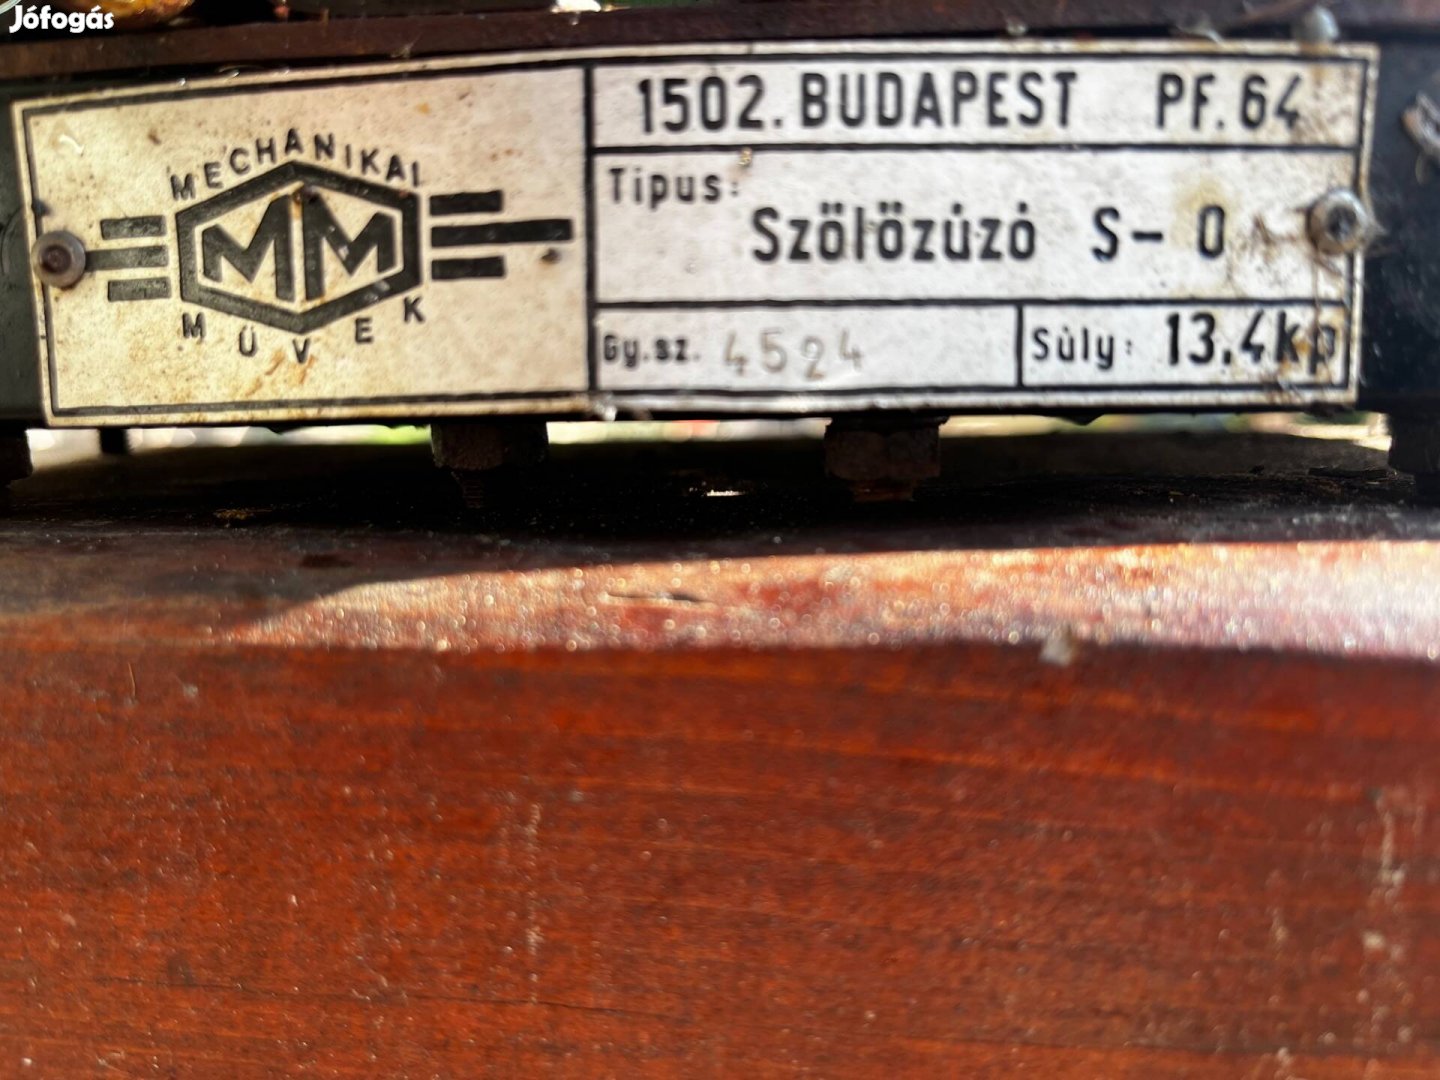 Jófogás
MECHANIKAI
MM
MŰVEK
1502. BUDAPEST PF. 64
Tipus:
Szőlőzúzó S- 0
Gy.sz. 4524
Súly: 13.4kp